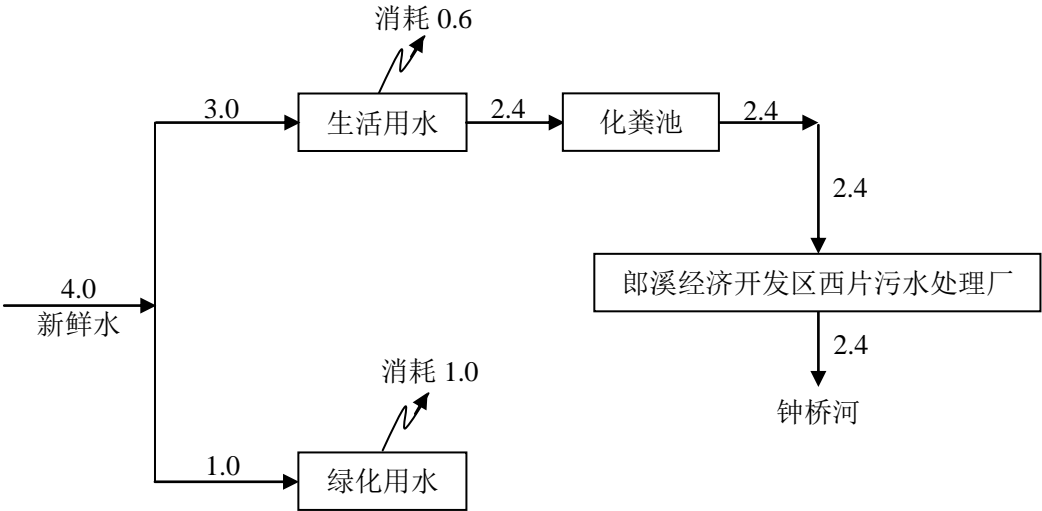 消耗 0.6
3.0
生活用水
2.4
化粪池
2.4
2.4
郎溪经济开发区西片污水处理厂
4.0
新鲜水
2.4
钟桥河
消耗 1.0
1.0
绿化用水